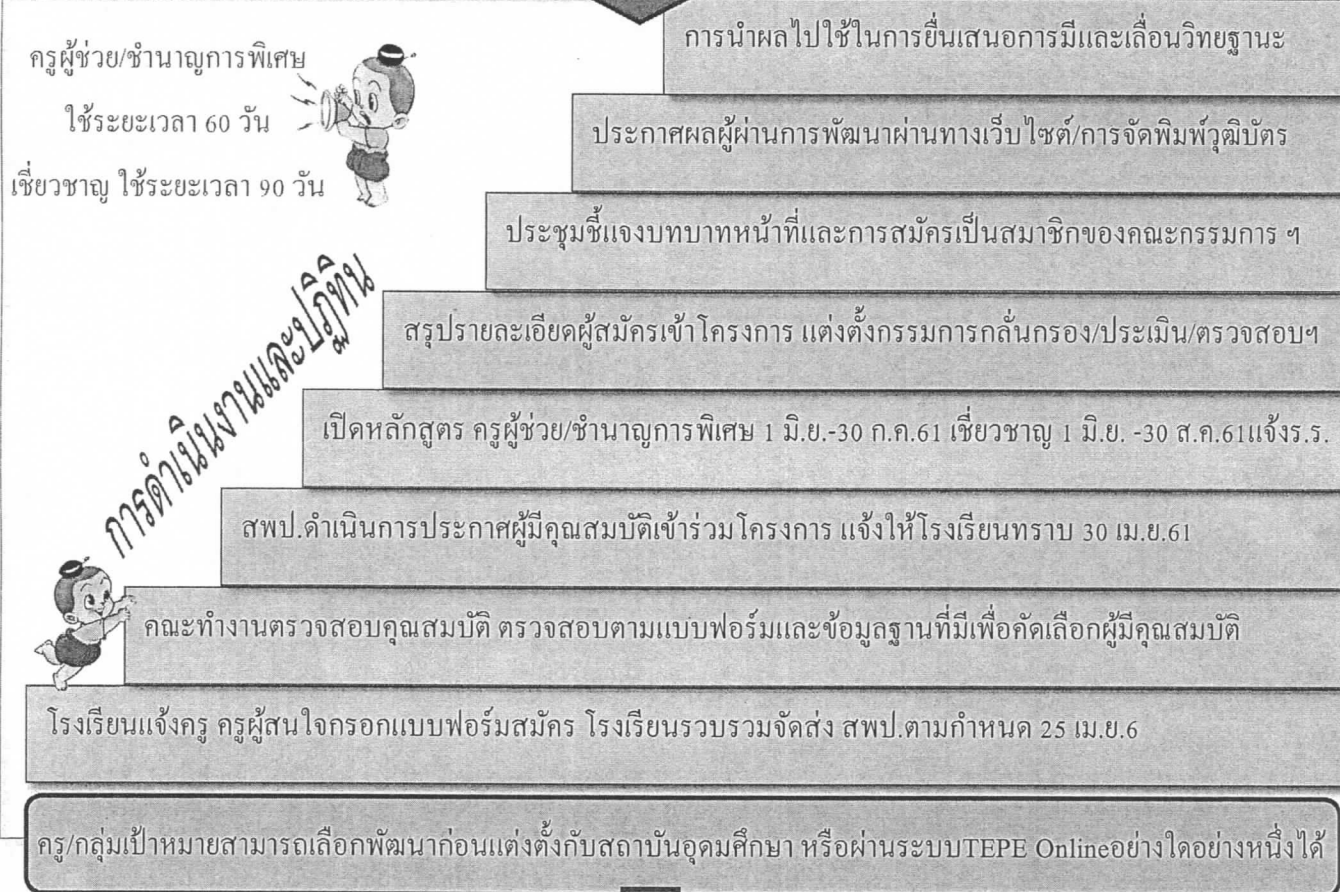 การนำผลไปใช้ในการยื่นเสนอการมีและเลื่อนวิทยฐานะ
ครูผู้ช่วย/ชำนาญการพิเศษ
ใช้ระยะเวลา 60 วัน
เชี่ยวชาญ ใช้ระยะเวลา 90 วัน
ประกาศผลผู้ผ่านการพัฒนาผ่านทางเว็บไซต์/การจัดพิมพ์วุฒิบัตร
ประชุมชี้แจงบทบาทหน้าที่และการสมัครเป็นสมาชิกของคณะกรรมการ ฯ
การดำเนินงานและปฏิทิน
สรุปรายละเอียดผู้สมัครเข้าโครงการ แต่งตั้งกรรมการกลั่นกรอง/ประเมิน/ตรวจสอบฯ
เปิดหลักสูตร ครูผู้ช่วย/ชำนาญการพิเศษ 1 มิ.ย.-30 ก.ค.61 เชี่ยวชาญ 1 มิ.ย. -30 ส.ค.61แจ้งร.ร.
สพป.ดำเนินการประกาศผู้มีคุณสมบัติเข้าร่วมโครงการ แจ้งให้โรงเรียนทราบ 30 เม.ย.61
คณะทำงานตรวจสอบคุณสมบัติ ตรวจสอบตามแบบฟอร์มและข้อมูลฐานที่มีเพื่อคัดเลือกผู้มีคุณสมบัติ
โรงเรียนแจ้งครู ครูผู้สนใจกรอกแบบฟอร์มสมัคร โรงเรียนรวบรวมจัดส่ง สพป.ตามกำหนด 25 เม.ย.6
ครู/กลุ่มเป้าหมายสามารถเลือกพัฒนาก่อนแต่งตั้งกับสถาบันอุดมศึกษา หรือผ่านระบบTEPE Onlineอย่างใดอย่างหนึ่งได้